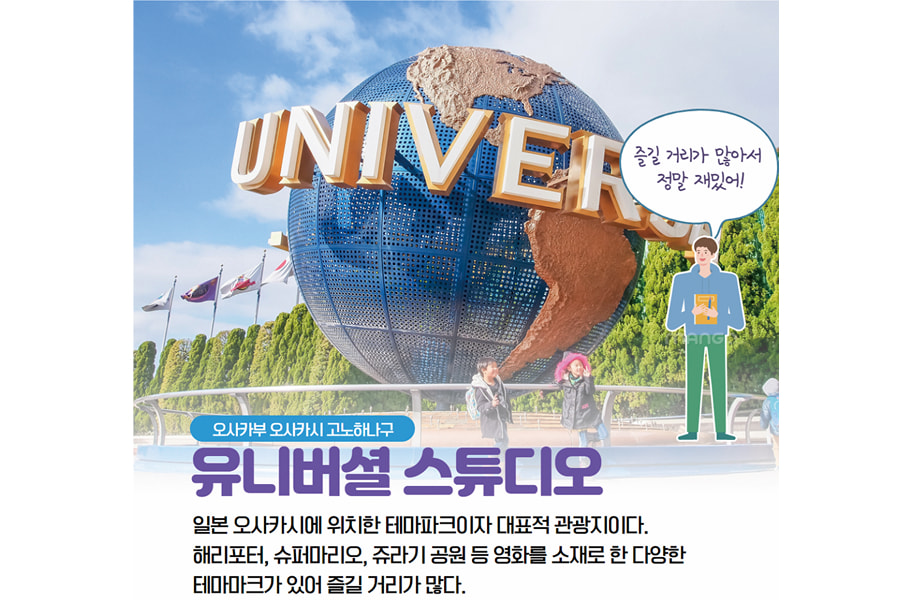 UNIVER
즐길 거리가 많아서
정말 재밌어!
오사카부 오사카시 고노하나구
유니버셜 스튜디오
일본 오사카시에 위치한 테마파크이자 대표적 관광지이다.
해리포터, 슈퍼마리오, 쥬라기 공원 등 영화를 소재로 한 다양한
테마마크가 있어 즐길 거리가 많다.